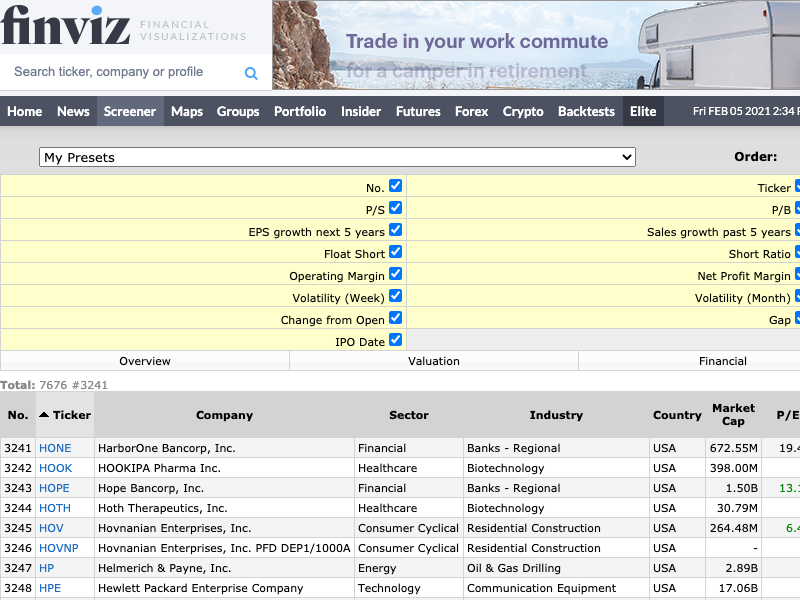 finviz FINANCIAL
VISUALIZATIONS
Trade in your work commute
for a camper in retirement
Search ticker, company or profile
Home News Screener Maps Groups Portfolio Insider Futures Forex Crypto Backtests Elite Fri FEB 05 2021 2:34
My Presets Order:
No. Ticker
P/S P/B
EPS growth next 5 years Sales growth past 5 years
Float Short Short Ratio
Operating Margin Net Profit Margin
Volatility (Week) Volatility (Month)
Change from Open Gap
IPO Date
Overview Valuation Financial
Total: 7676 #3241
No. Ticker Company Sector Industry Country Market Cap P/E
3241 HONE HarborOne Bancorp, Inc. Financial Banks - Regional USA 672.55M 19.4
3242 HOOK HOOKIPA Pharma Inc. Healthcare Biotechnology USA 398.00M
3243 HOPE Hope Bancorp, Inc. Financial Banks - Regional USA 1.50B 13.
3244 HOTH Hoth Therapeutics, Inc. Healthcare Biotechnology USA 30.79M
3245 HOV Hovnanian Enterprises, Inc. Consumer Cyclical Residential Construction USA 264.48M 6.4
3246 HOVNP Hovnanian Enterprises, Inc. PFD DEP1/1000A Consumer Cyclical Residential Construction USA -
3247 HP Helmerich & Payne, Inc. Energy Oil & Gas Drilling USA 2.89B
3248 HPE Hewlett Packard Enterprise Company Technology Communication Equipment USA 17.06B